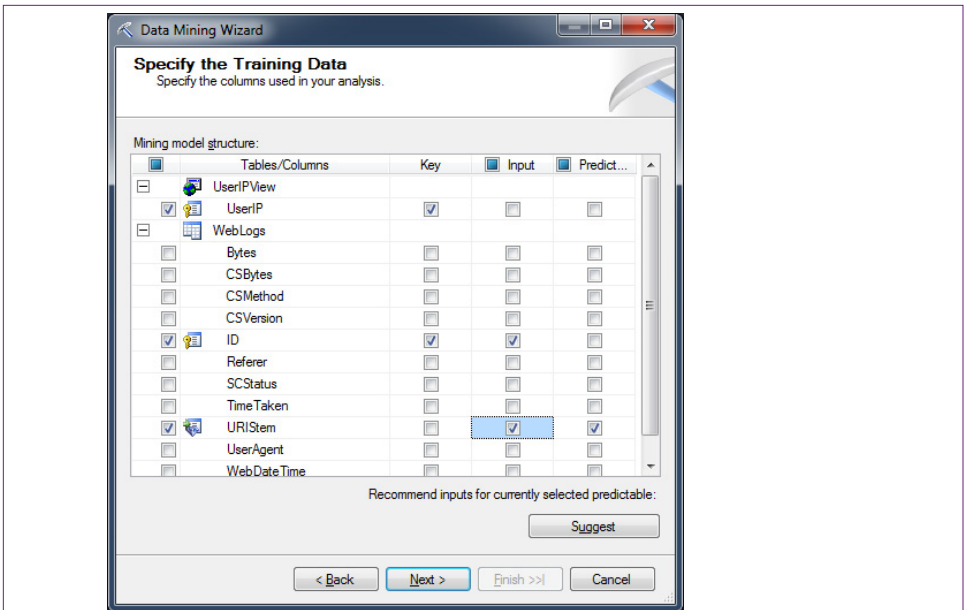 Data Mining Wizard
Specify the Training Data
Specify the columns used in your analysis.
Mining model structure:
Tables/Columns Key Input Predict...
UserIPView
UserIP
WebLogs
Bytes
CSBytes
CSMethod
CSVersion
ID
Referer
SCStatus
TimeTaken
URIStem
UserAgent
WebDateTime
Recommend inputs for currently selected predictable:
Suggest
< Back Next > Finish >>| Cancel